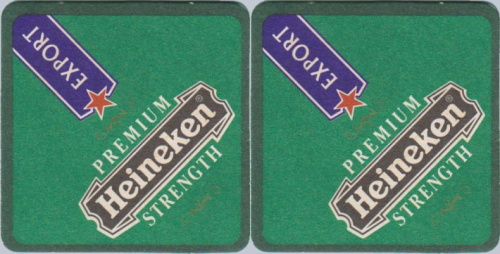 EXPORT
PREMIUM
Heineken®
STRENGTH
EXPORT
PREMIUM
Heineken®
STRENGTH